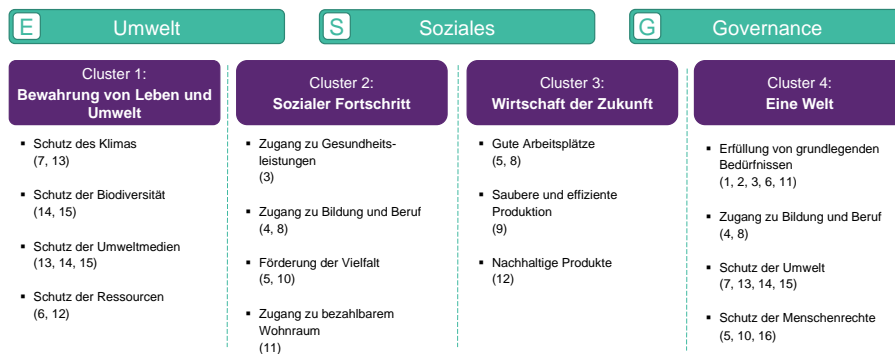 E Umwelt
S Soziales
G Governance
Cluster 1:
Bewahrung von Leben und
Umwelt
▪ Schutz des Klimas
(7, 13)
▪ Schutz der Biodiversität
(14, 15)
▪ Schutz der Umweltmedien
(13, 14, 15)
▪ Schutz der Ressourcen
(6, 12)
Cluster 2:
Sozialer Fortschritt
▪ Zugang zu Gesundheits-
leistungen
(3)
▪ Zugang zu Bildung und Beruf
(4, 8)
▪ Förderung der Vielfalt
(5, 10)
▪ Zugang zu bezahlbarem
Wohnraum
(11)
Cluster 3:
Wirtschaft der Zukunft
▪ Gute Arbeitsplätze
(5, 8)
▪ Saubere und effiziente
Produktion
(9)
▪ Nachhaltige Produkte
(12)
Cluster 4:
Eine Welt
▪ Erfüllung von grundlegenden
Bedürfnissen
(1, 2, 3, 6, 11)
▪ Zugang zu Bildung und Beruf
(4, 8)
▪ Schutz der Umwelt
(7, 13, 14, 15)
▪ Schutz der Menschenrechte
(5, 10, 16)